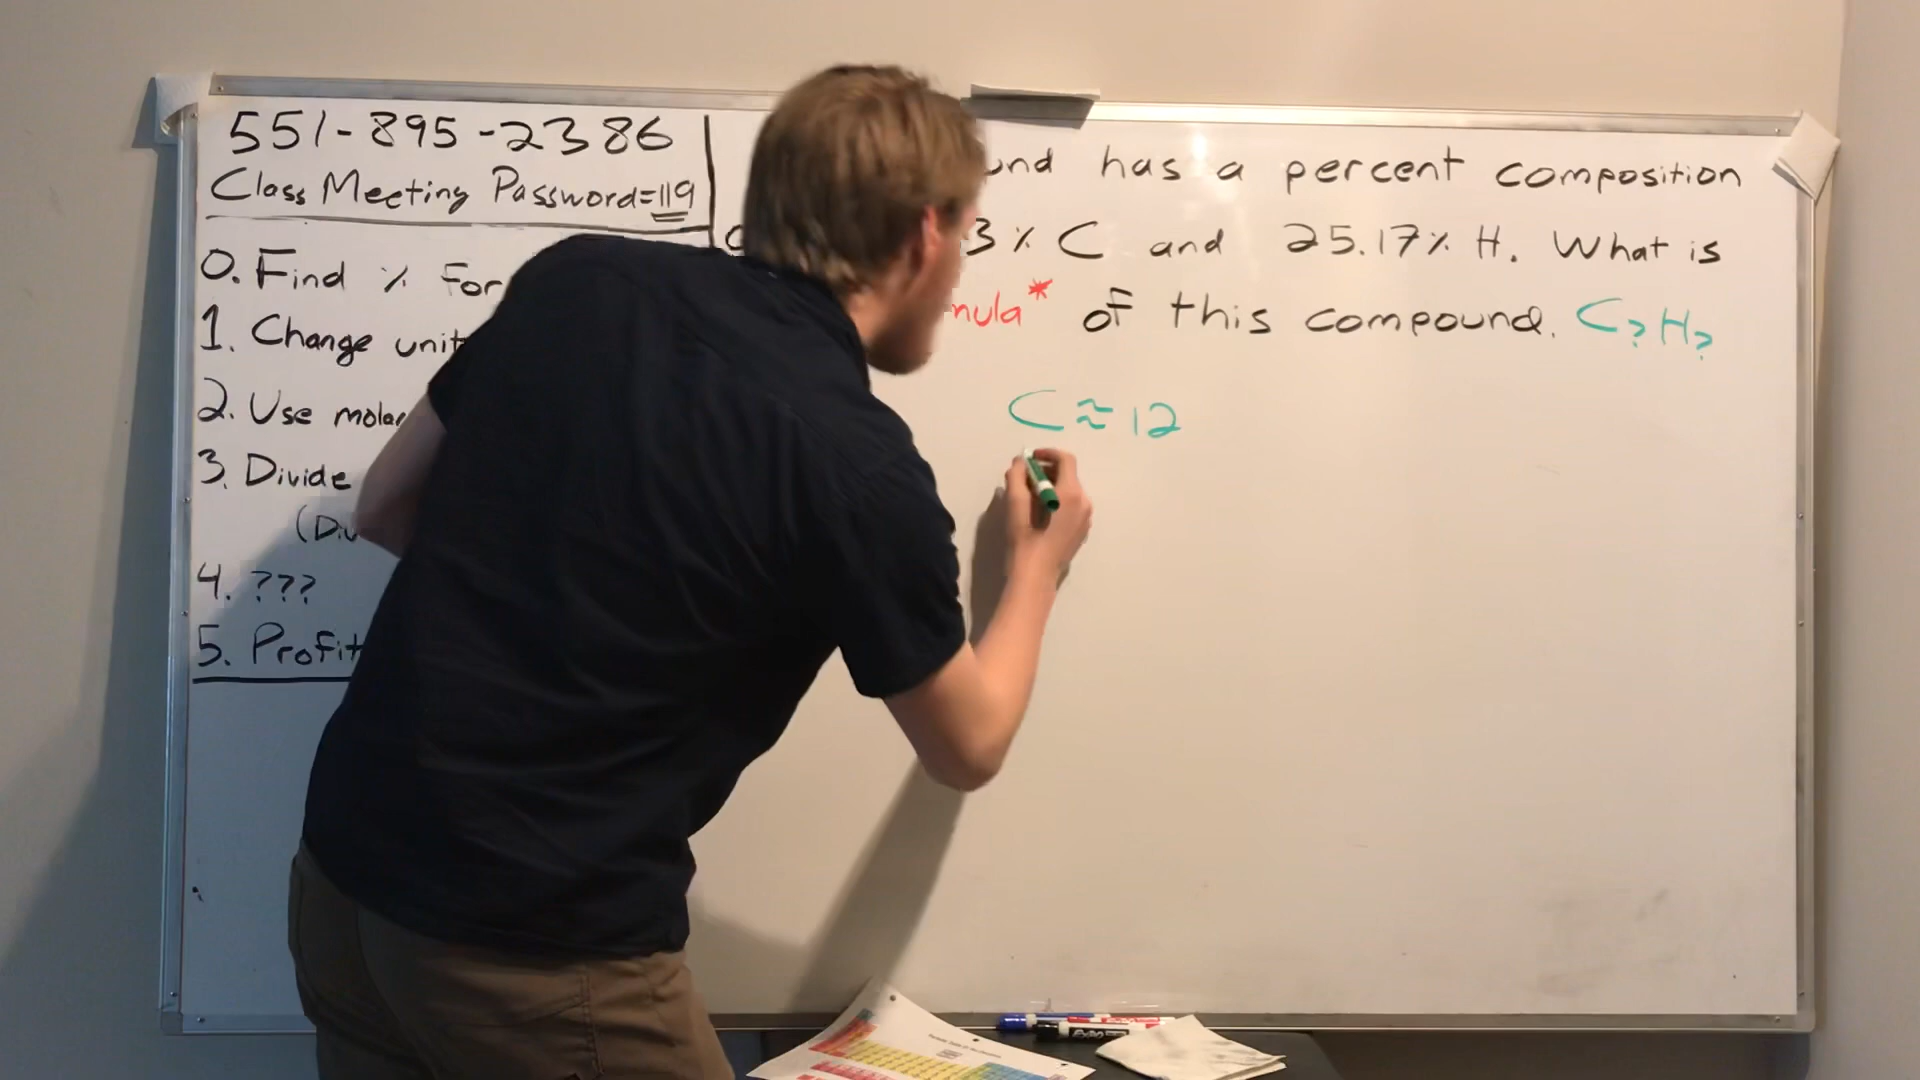 551-895-2386
Class Meeting Password=119
0. Find % for
1. Change unit
2. Use molar
3. Divide
(Div
4. ???
5. Profit
und has a percent composition
3% C and 25.17% H. What is
mula* of this compound. C?H?
C≈12